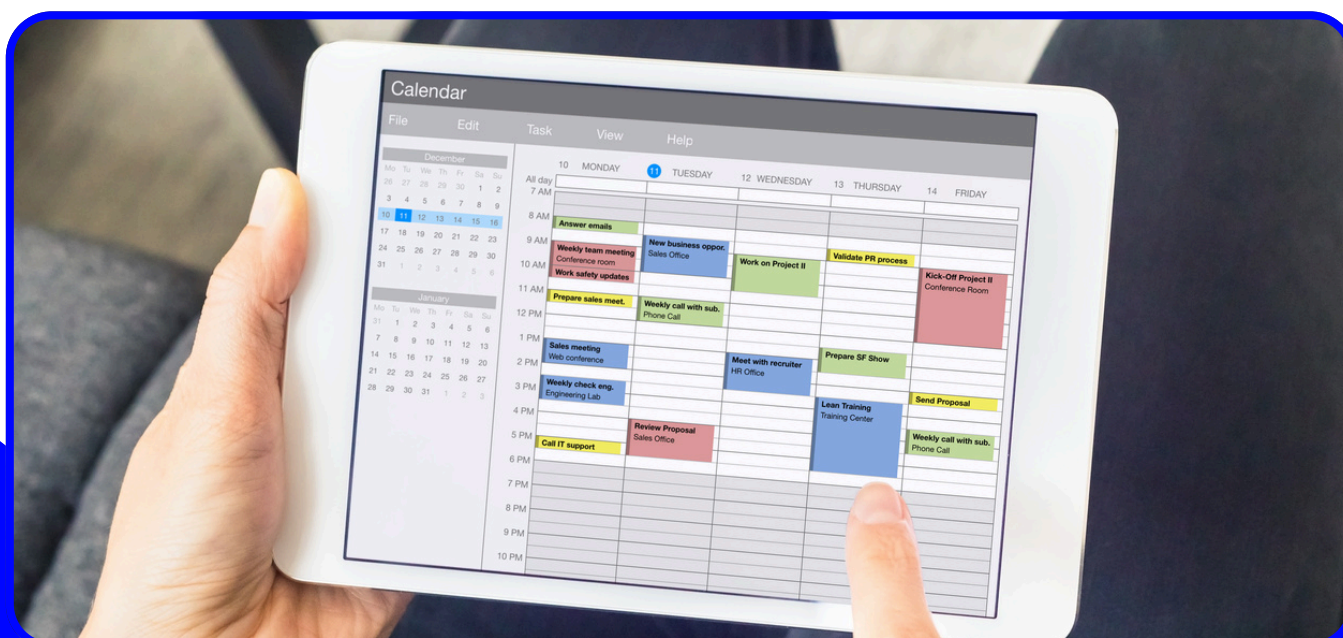 Calendar
File Edit Task View Help
December
Mo Tu We Th Fr Sa Su
26 27 28 29 30 1 2
3 4 5 6 7 8 9
10 11 12 13 14 15 16
17 18 19 20 21 22 23
24 25 26 27 28 29 30
31 1 2 3 4 5 6
January
Mo Tu We Th Fr Sa Su
31 1 2 3 4 5 6
7 8 9 10 11 12 13
14 15 16 17 18 19 20
21 22 23 24 25 26 27
28 29 30 31 1 2 3
10 MONDAY 11 TUESDAY 12 WEDNESDAY 13 THURSDAY 14 FRIDAY
All day
7 AM
8 AM
9 AM
10 AM
11 AM
12 PM
1 PM
2 PM
3 PM
4 PM
5 PM
6 PM
7 PM
8 PM
9 PM
10 PM
Answer emails
Weekly team meeting
Conference room
Work safety updates
Prepare sales meet.
Sales meeting
Web conference
Weekly check eng.
Engineering Lab
Call IT support
New business oppor.
Sales Office
Weekly call with sub.
Phone Call
Review Proposal
Sales Office
Work on Project II
Meet with recruiter
HR Office
Validate PR process
Prepare SF Show
Lean Training
Training Center
Kick-Off Project II
Conference Room
Send Proposal
Weekly call with sub.
Phone Call